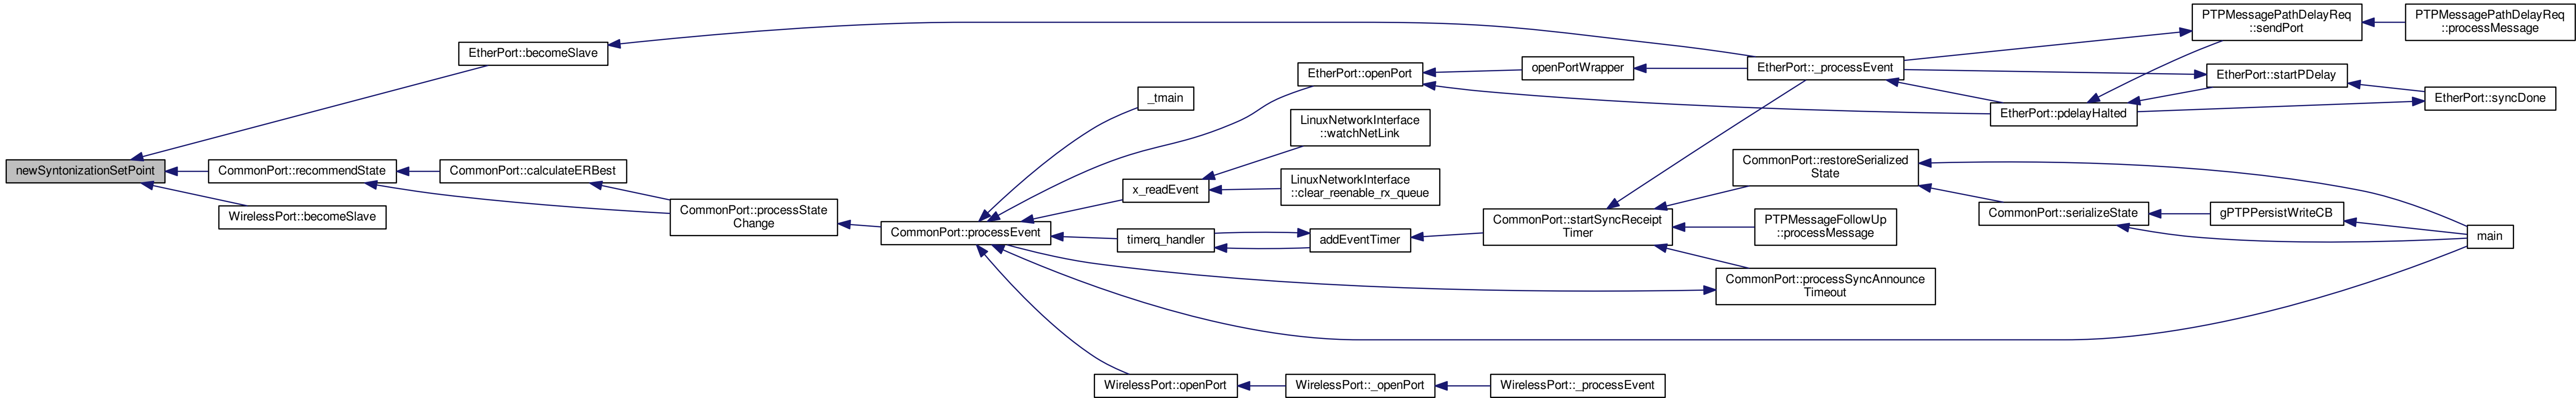 newSyntonizationSetPoint
EtherPort::becomeSlave
CommonPort::recommendState
WirelessPort::becomeSlave
CommonPort::calculateERBest
CommonPort::processState
Change
CommonPort::processEvent
_tmain
EtherPort::openPort
LinuxNetworkInterface
::watchNetLink
x_readEvent
LinuxNetworkInterface
::clear_reenable_rx_queue
timerq_handler
addEventTimer
WirelessPort::openPort
WirelessPort::_openPort
WirelessPort::_processEvent
openPortWrapper
EtherPort::_processEvent
CommonPort::startSyncReceipt
Timer
CommonPort::restoreSerialized
State
PTPMessageFollowUp
::processMessage
CommonPort::processSyncAnnounce
Timeout
EtherPort::pdelayHalted
PTPMessagePathDelayReq
::sendPort
PTPMessagePathDelayReq
::processMessage
EtherPort::startPDelay
EtherPort::syncDone
CommonPort::serializeState
gPTPPersistWriteCB
main